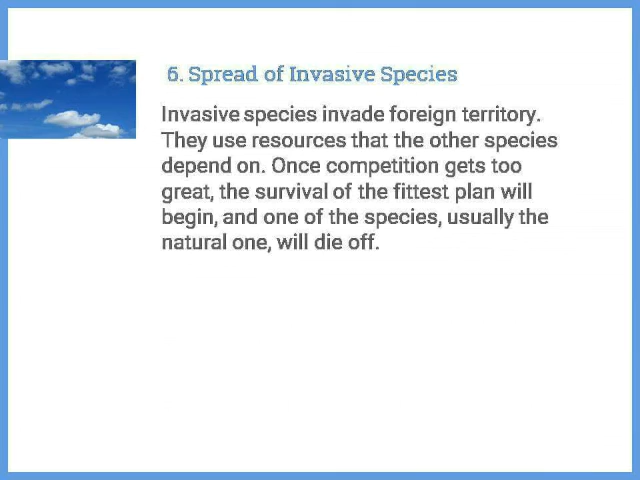 6. Spread of Invasive Species
Invasive species invade foreign territory.
They use resources that the other species
depend on. Once competition gets too
great, the survival of the fittest plan will
begin, and one of the species, usually the
natural one, will die off.